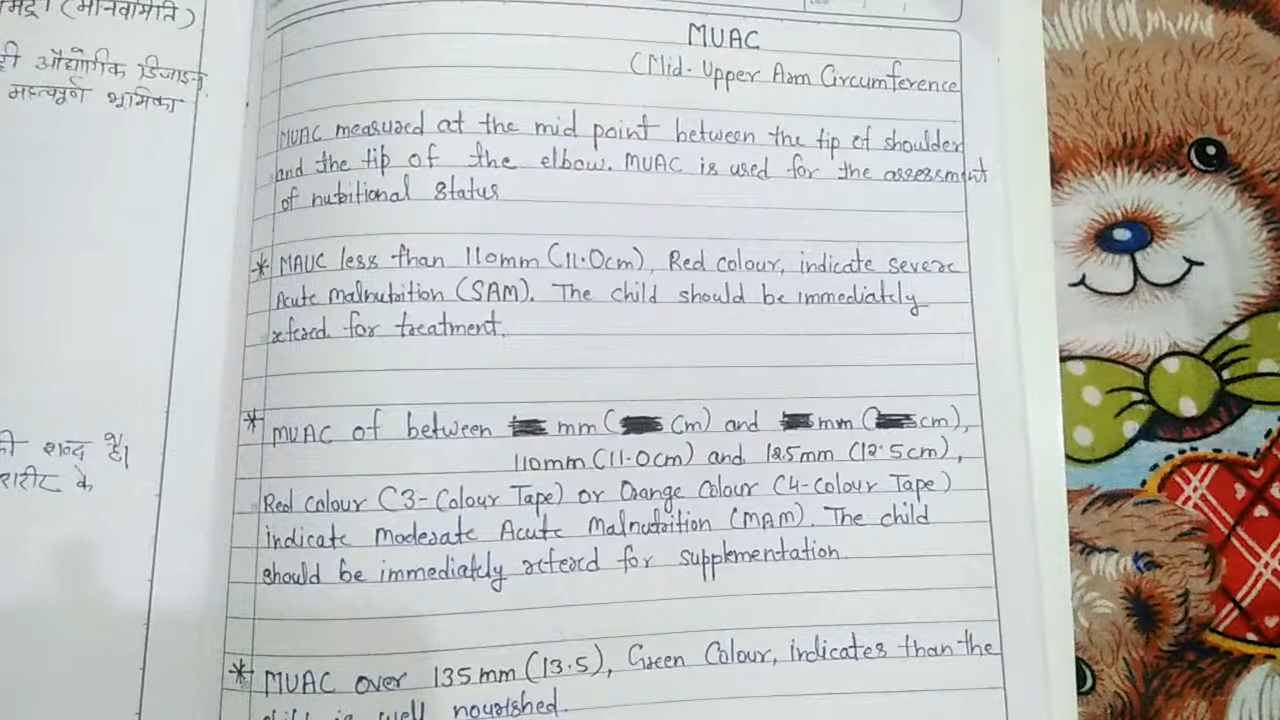 (मानवमिति)
औद्योगिक डिजाइन
महत्वपूर्ण भूमिका
शब्द है।
शरीर के
MUAC
(Mid-Upper Arm Circumference
MUAC measured at the mid point between the tip of shoulder
and the tip of the elbow. MUAC is used for the assessment
of nutritional status
* MAUC less than 110mm (11.0cm), Red colour, indicate severe
Acute malnutrition (SAM). The child should be immediately
refered for treatment.
* MUAC of between mm ( cm) and mm ( cm),
110mm (11.0cm) and 125mm (12.5cm),
Red colour (3-Colour Tape) or Orange Colour (4-Colour Tape)
indicate moderate Acute Malnutrition (MAM). The child
should be immediately refered for supplementation
* MUAC over 135mm (13.5), Green Colour, indicates than the
child is well nourished.